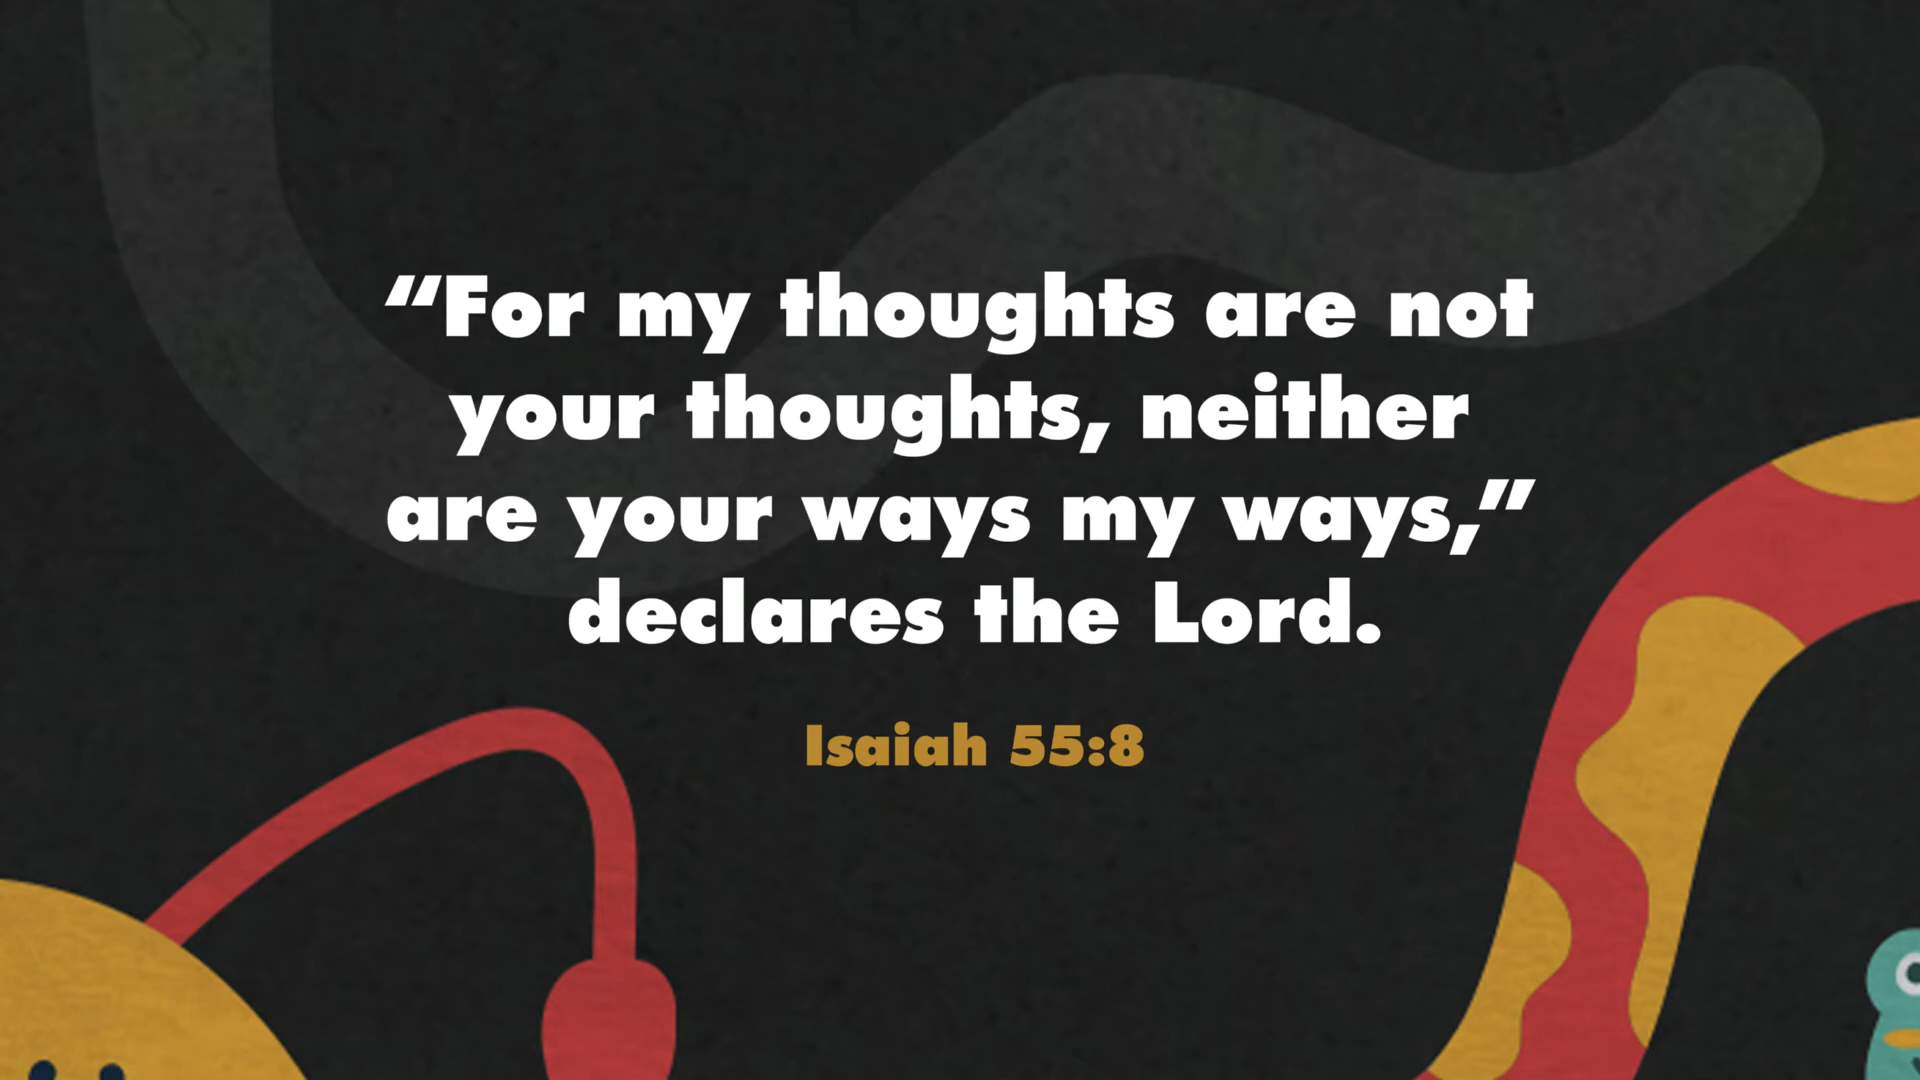 “For my thoughts are not
your thoughts, neither
are your ways my ways,”
declares the Lord.
Isaiah 55:8